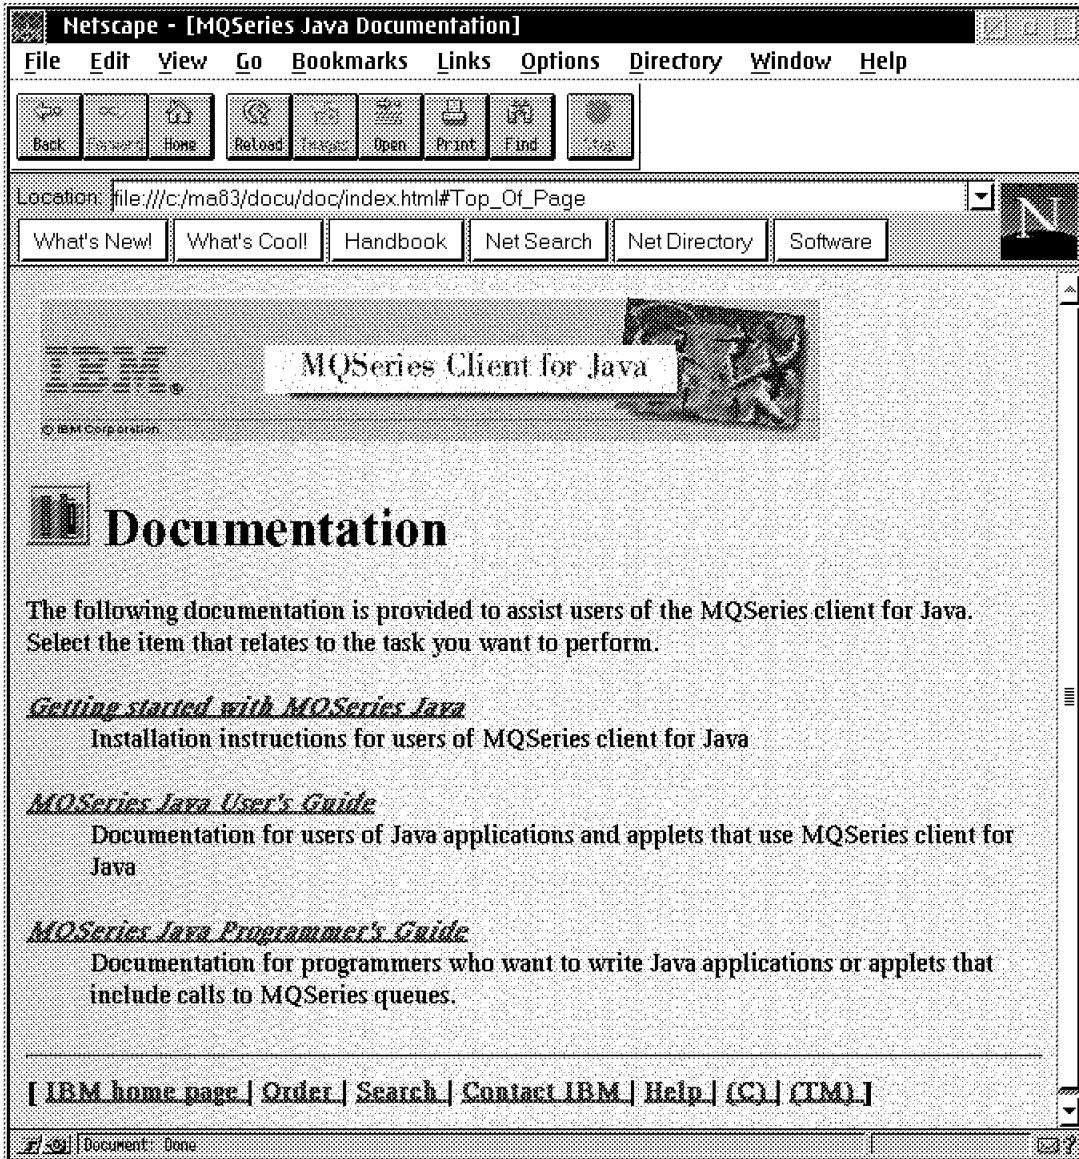 Netscape - [MQSeries Java Documentation]
File Edit View Go Bookmarks Links Options Directory Window Help
Back Forward Home Reload Images Open Print Find Stop
Location: file:///c:/ma83/docu/doc/index.html#Top_Of_Page
What's New! What's Cool! Handbook Net Search Net Directory Software
N
IBM®
MQSeries Client for Java
© IBM Corporation
Documentation
The following documentation is provided to assist users of the MQSeries client for Java.
Select the item that relates to the task you want to perform.
Getting started with MQSeries Java
Installation instructions for users of MQSeries client for Java
MQSeries Java User's Guide
Documentation for users of Java applications and applets that use MQSeries client for
Java
MQSeries Java Programmer's Guide
Documentation for programmers who want to write Java applications or applets that
include calls to MQSeries queues.
[ IBM home page | Order | Search | Contact IBM | Help | (C) | (TM) ]
Document: Done
?